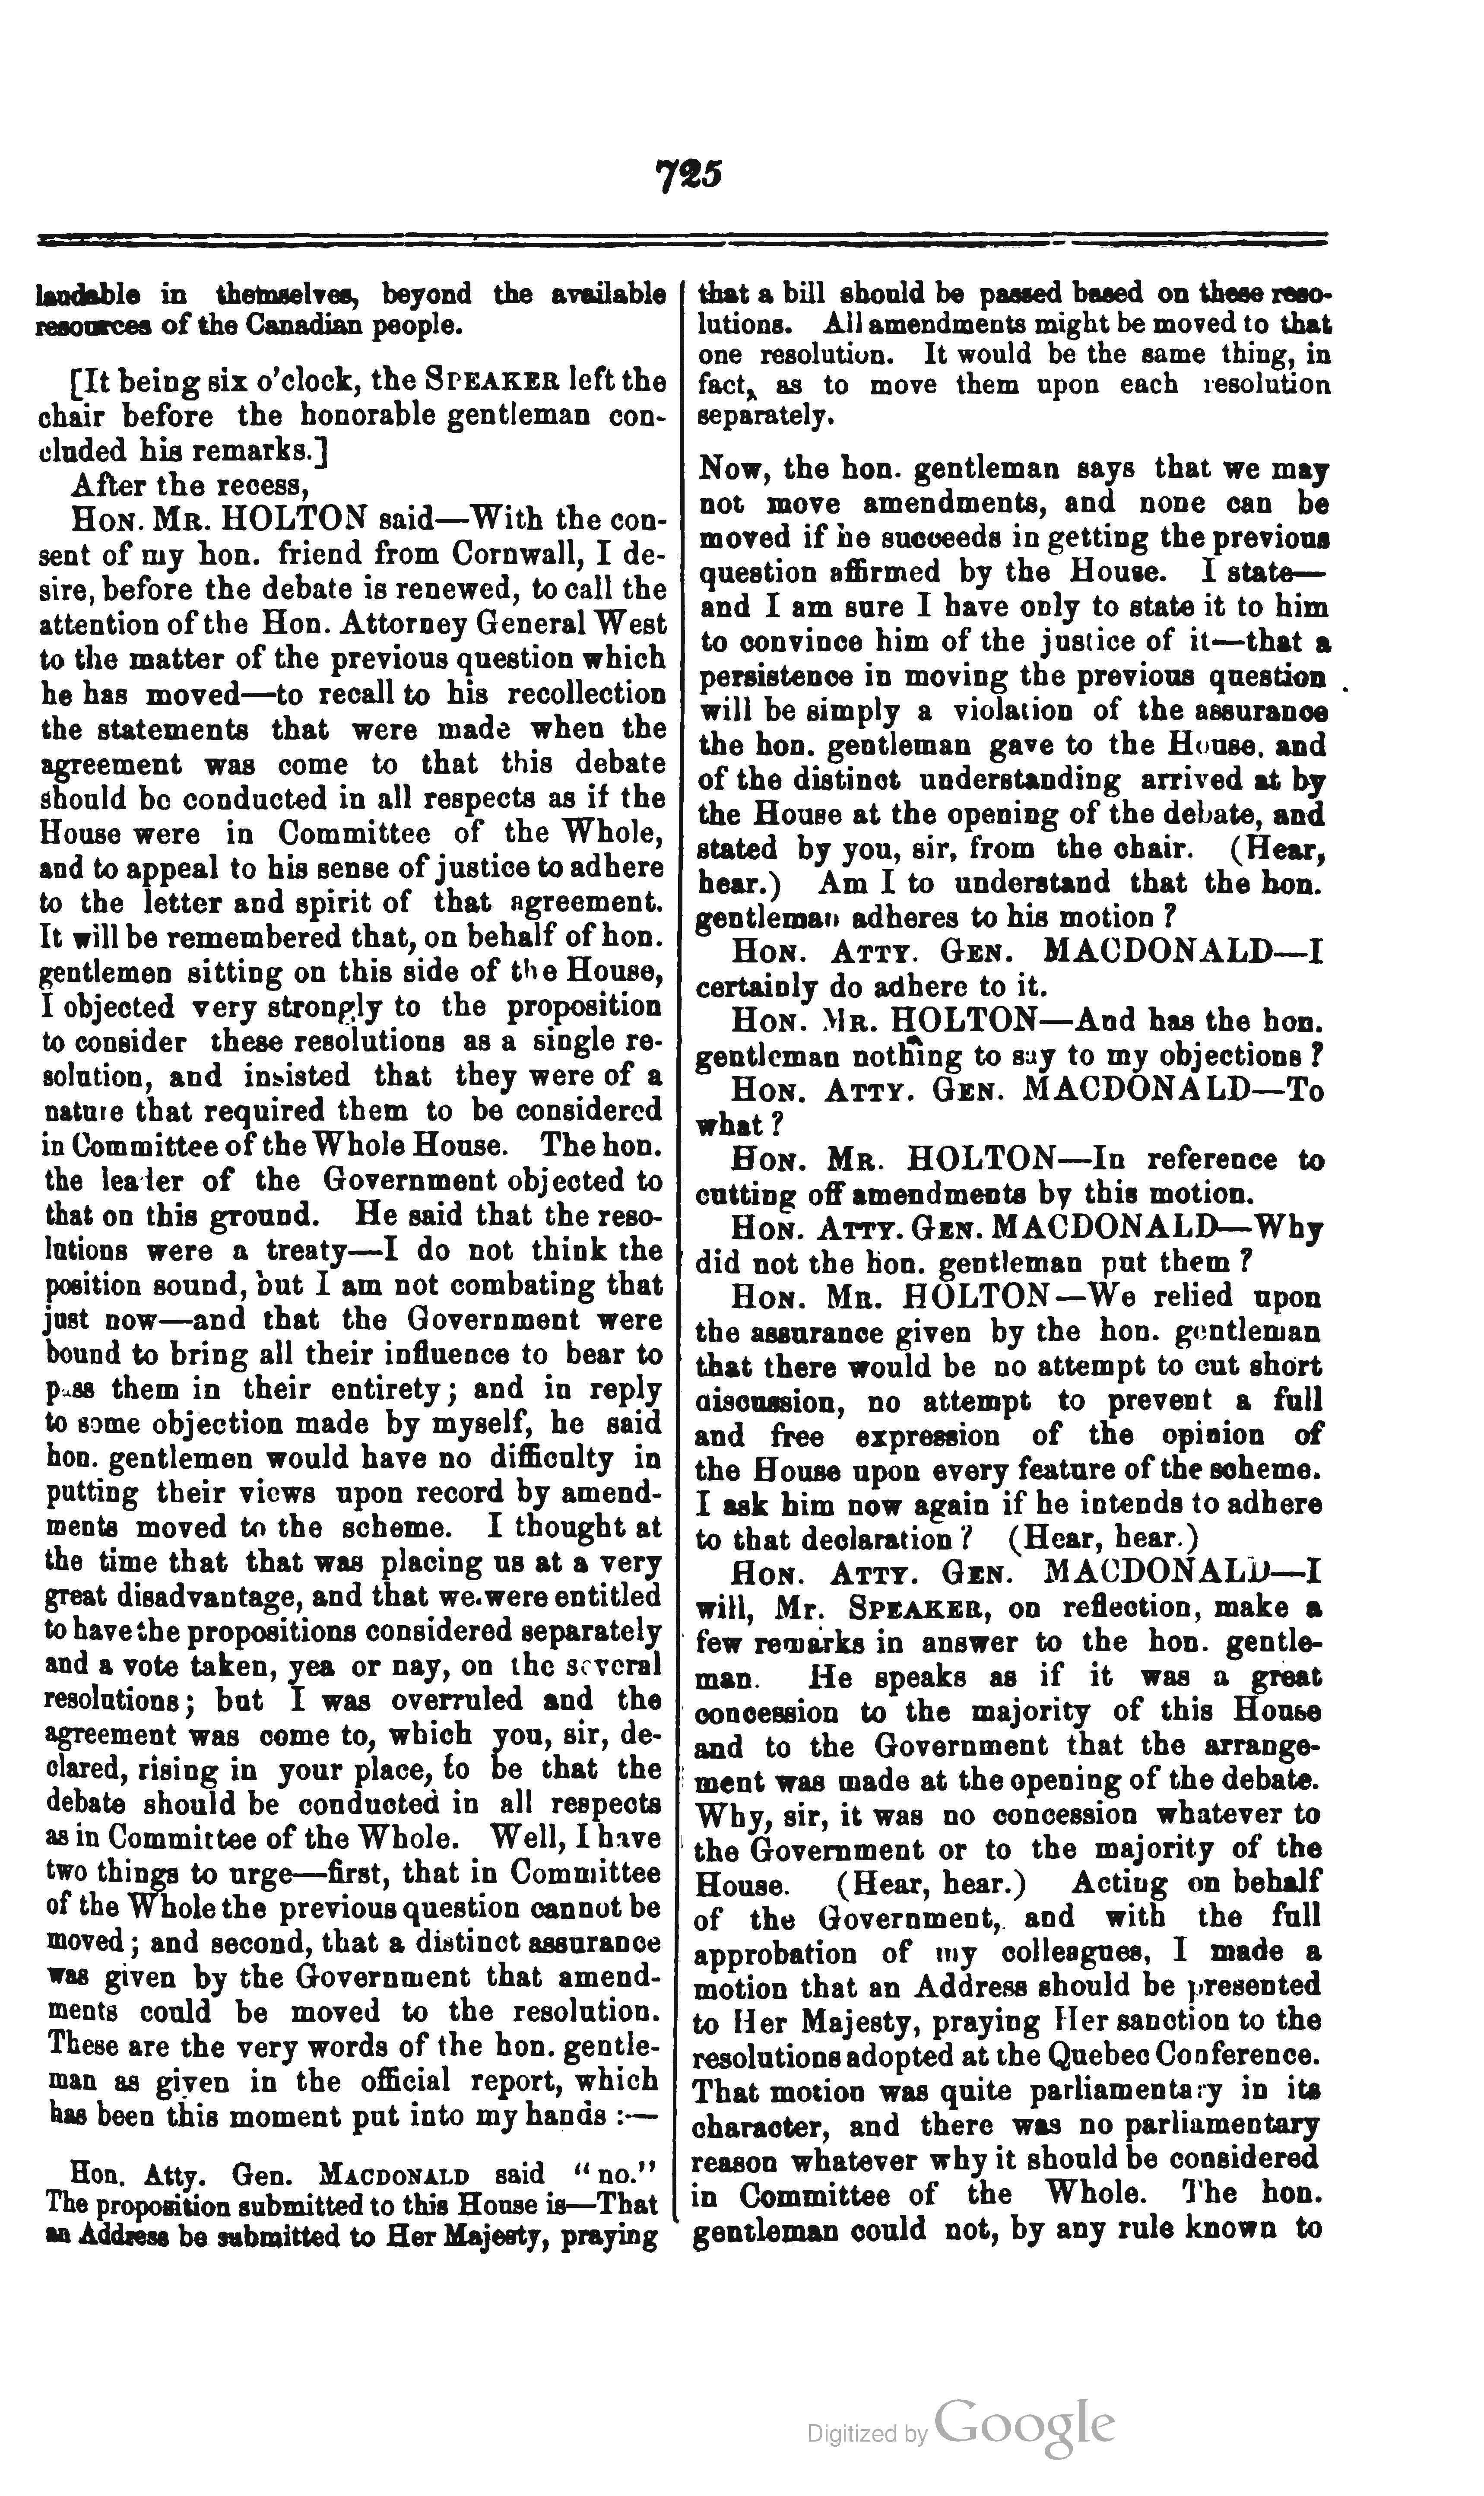 725
laudable in themselves, beyond the available
resources of the Canadian people.
[It being six o'clock, the SPEAKER left the
chair before the honorable gentleman con-
cluded his remarks.]
After the recess,
HON. MR. HOLTON said—With the con-
sent of my hon. friend from Cornwall, I de-
sire, before the debate is renewed, to call the
attention of the Hon. Attorney General West
to the matter of the previous question which
he has moved—to recall to his recollection
the statements that were made when the
agreement was come to that this debate
should be conducted in all respects as if the
House were in Committee of the Whole,
and to appeal to his sense of justice to adhere
to the letter and spirit of that agreement.
It will be remembered that, on behalf of hon.
gentlemen sitting on this side of the House,
I objected very strongly to the proposition
to consider these resolutions as a single re-
solution, and insisted that they were of a
nature that required them to be considered
in Committee of the Whole House. The hon.
the leader of the Government objected to
that on this ground. He said that the reso-
lutions were a treaty—I do not think the
position sound, but I am not combating that
just now—and that the Government were
bound to bring all their influence to bear to
pass them in their entirety; and in reply
to some objection made by myself, he said
hon. gentlemen would have no difficulty in
putting their views upon record by amend-
ments moved to the scheme. I thought at
the time that that was placing us at a very
great disadvantage, and that we were entitled
to have the propositions considered separately
and a vote taken, yea or nay, on the several
resolutions; but I was overruled and the
agreement was come to, which you, sir, de-
clared, rising in your place, to be that the
debate should be conducted in all respects
as in Committee of the Whole. Well, I have
two things to urge—first, that in Committee
of the Whole the previous question cannot be
moved; and second, that a distinct assurance
was given by the Government that amend-
ments could be moved to the resolution.
These are the very words of the hon. gentle-
man as given in the official report, which
has been this moment put into my hands :—
Hon. Atty. Gen. MACDONALD said "no."
The proposition submitted to this House is—That
an Address be submitted to Her Majesty, praying
that a bill should be passed based on these reso-
lutions. All amendments might be moved to that
one resolution. It would be the same thing, in
fact, as to move them upon each resolution
separately.
Now, the hon. gentleman says that we may
not move amendments, and none can be
moved if he succeeds in getting the previous
question affirmed by the House. I state—
and I am sure I have only to state it to him
to convince him of the justice of it—that a
persistence in moving the previous question
will be simply a violation of the assurance
the hon. gentleman gave to the House, and
of the distinct understanding arrived at by
the House at the opening of the debate, and
stated by you, sir, from the chair. (Hear,
hear.) Am I to understand that the hon.
gentleman adheres to his motion ?
HON. ATTY. GEN. MACDONALD—I
certainly do adhere to it.
HON. MR. HOLTON—And has the hon.
gentleman nothing to say to my objections ?
HON. ATTY. GEN. MACDONALD—To
what ?
HON. MR. HOLTON—In reference to
cutting off amendments by this motion.
HON. ATTY. GEN. MACDONALD—Why
did not the hon. gentleman put them ?
HON. MR. HOLTON—We relied upon
the assurance given by the hon. gentleman
that there would be no attempt to cut short
discussion, no attempt to prevent a full
and free expression of the opinion of
the House upon every feature of the scheme.
I ask him now again if he intends to adhere
to that declaration ? (Hear, hear.)
HON. ATTY. GEN. MACDONALD—I
will, Mr. SPEAKER, on reflection, make a
few remarks in answer to the hon. gentle-
man. He speaks as if it was a great
concession to the majority of this House
and to the Government that the arrange-
ment was made at the opening of the debate.
Why, sir, it was no concession whatever to
the Government or to the majority of the
House. (Hear, hear.) Acting on behalf
of the Government, and with the full
approbation of my colleagues, I made a
motion that an Address should be presented
to Her Majesty, praying Her sanction to the
resolutions adopted at the Quebec Conference.
That motion was quite parliamentary in its
character, and there was no parliamentary
reason whatever why it should be considered
in Committee of the Whole. The hon.
gentleman could not, by any rule known to
Digitized by Google